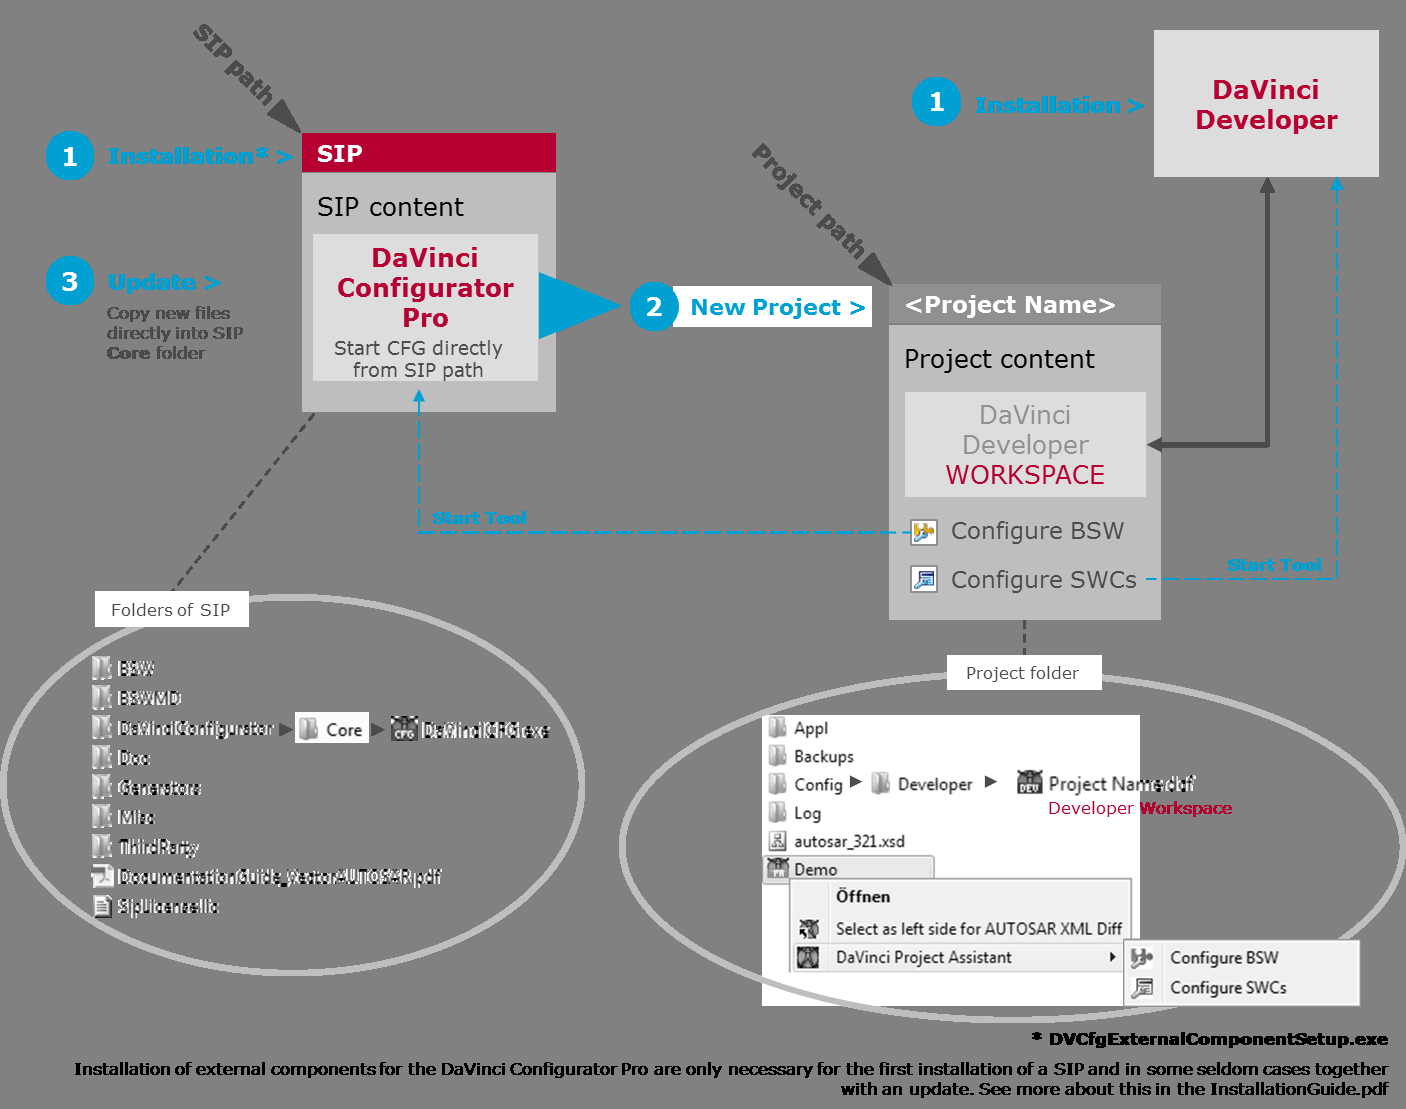 SIP path
1 Installation* >
SIP
SIP content
DaVinci
Configurator
Pro
Start CFG directly
from SIP path
3 Update >
Copy new files
directly into SIP
Core folder
2 New Project >
1 Installation >
DaVinci
Developer
Project path
<Project Name>
Project content
DaVinci
Developer
WORKSPACE
Configure BSW
Configure SWCs
Start Tool
Start Tool
Folders of SIP
BSW
BSWMD
DaVinciConfigurator
Core
CFG
DaVinciCFG.exe
Doc
Generators
Misc
ThirdParty
DocumentationGuide_VectorAUTOSAR.pdf
SipLicense.lic
Project folder
Appl
Backups
Config
Developer
DEV
Project Name.dcf
Developer Workspace
Log
autosar_321.xsd
Demo
Öffnen
Select as left side for AUTOSAR XML Diff
DaVinci Project Assistant
Configure BSW
Configure SWCs
* DVCfgExternalComponentSetup.exe
Installation of external components for the DaVinci Configurator Pro are only necessary for the first installation of a SIP and in some seldom cases together
with an update. See more about this in the InstallationGuide.pdf